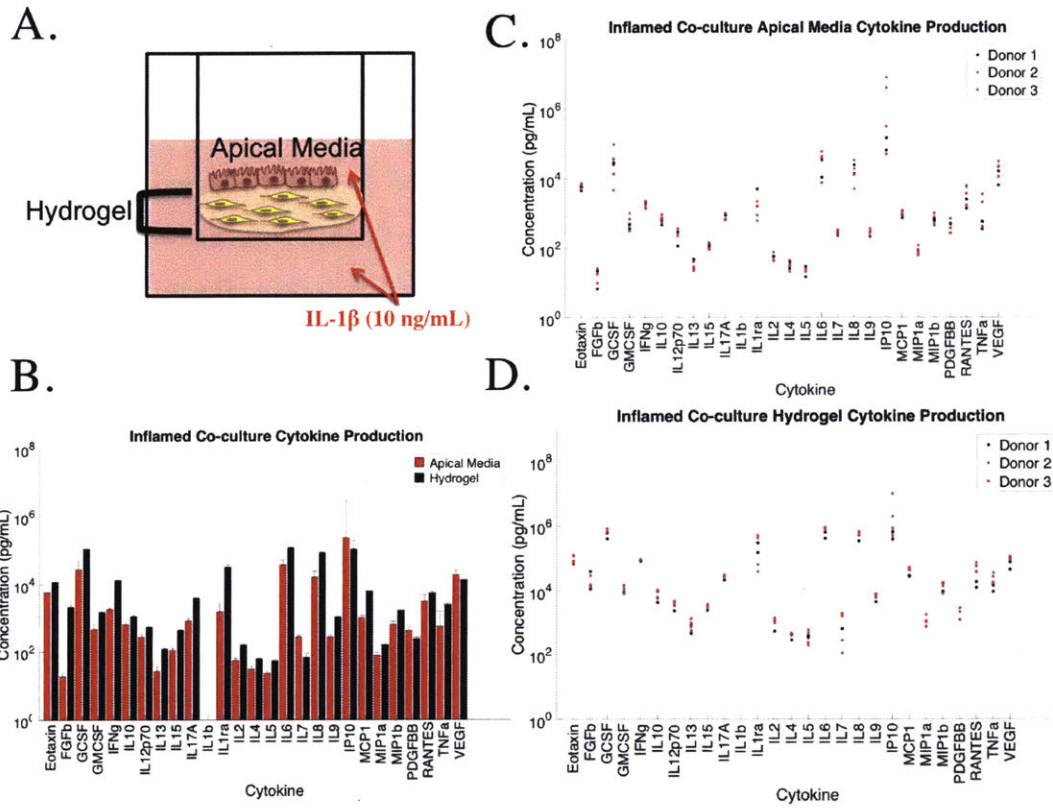 A.
Apical Media
Hydrogel
IL-1β (10 ng/mL)
B.
Inflamed Co-culture Cytokine Production
Concentration (pg/mL)
10^8
10^6
10^4
10^2
10^0
Apical Media
Hydrogel
Eotaxin
FGFb
GCSF
GMCSF
IFNg
IL10
IL12p70
IL13
IL15
IL17A
IL1b
IL1ra
IL2
IL4
IL5
IL6
IL7
IL8
IL9
IP10
MCP1
MIP1a
MIP1b
PDGFBB
RANTES
TNFa
VEGF
Cytokine
C.
Inflamed Co-culture Apical Media Cytokine Production
Concentration (pg/mL)
10^8
10^6
10^4
10^2
10^0
Donor 1
Donor 2
Donor 3
Eotaxin
FGFb
GCSF
GMCSF
IFNg
IL10
IL12p70
IL13
IL15
IL17A
IL1b
IL1ra
IL2
IL4
IL5
IL6
IL7
IL8
IL9
IP10
MCP1
MIP1a
MIP1b
PDGFBB
RANTES
TNFa
VEGF
Cytokine
D.
Inflamed Co-culture Hydrogel Cytokine Production
Concentration (pg/mL)
10^8
10^6
10^4
10^2
10^0
Donor 1
Donor 2
Donor 3
Eotaxin
FGFb
GCSF
GMCSF
IFNg
IL10
IL12p70
IL13
IL15
IL17A
IL1b
IL1ra
IL2
IL4
IL5
IL6
IL7
IL8
IL9
IP10
MCP1
MIP1a
MIP1b
PDGFBB
RANTES
TNFa
VEGF
Cytokine